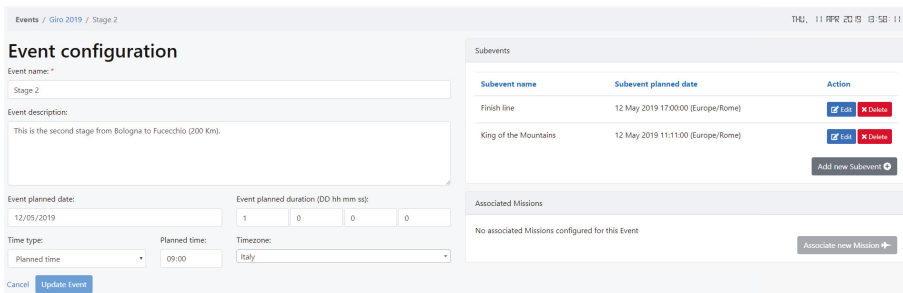 Events / Giro 2019 / Stage 2
THU, 11 APR 2019 13:58:11
Event configuration
Event name: *
Stage 2
Event description:
This is the second stage from Bologna to Fucecchio (200 Km).
Event planned date:
Event planned duration (DD hh mm ss):
12/05/2019
1 0 0 0
Time type:
Planned time:
Timezone:
Planned time
09:00
Italy
Cancel
Update Event
Subevents
Subevent name Subevent planned date Action
Finish line 12 May 2019 17:00:00 (Europe/Rome) Edit Delete
King of the Mountains 12 May 2019 11:11:00 (Europe/Rome) Edit Delete
Add new Subevent
Associated Missions
No associated Missions configured for this Event
Associate new Mission